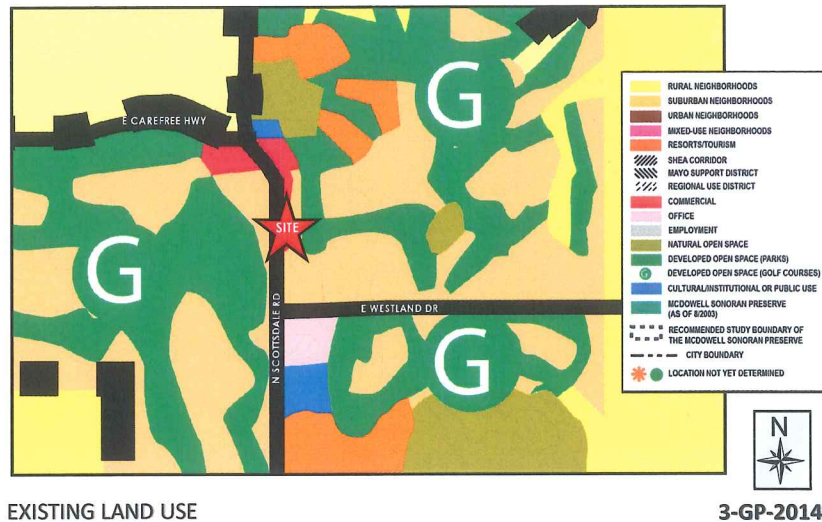 E CAREFREE HWY
G
SITE
G
N SCOTTSDALE RD
E WESTLAND DR
G
RURAL NEIGHBORHOODS
SUBURBAN NEIGHBORHOODS
URBAN NEIGHBORHOODS
MIXED-USE NEIGHBORHOODS
RESORTS/TOURISM
SHEA CORRIDOR
MAYO SUPPORT DISTRICT
REGIONAL USE DISTRICT
COMMERCIAL
OFFICE
EMPLOYMENT
NATURAL OPEN SPACE
DEVELOPED OPEN SPACE (PARKS)
G DEVELOPED OPEN SPACE (GOLF COURSES)
CULTURAL/INSTITUTIONAL OR PUBLIC USE
MCDOWELL SONORAN PRESERVE
(AS OF 8/2003)
RECOMMENDED STUDY BOUNDARY OF
THE MCDOWELL SONORAN PRESERVE
CITY BOUNDARY
LOCATION NOT YET DETERMINED
N
EXISTING LAND USE
3-GP-2014